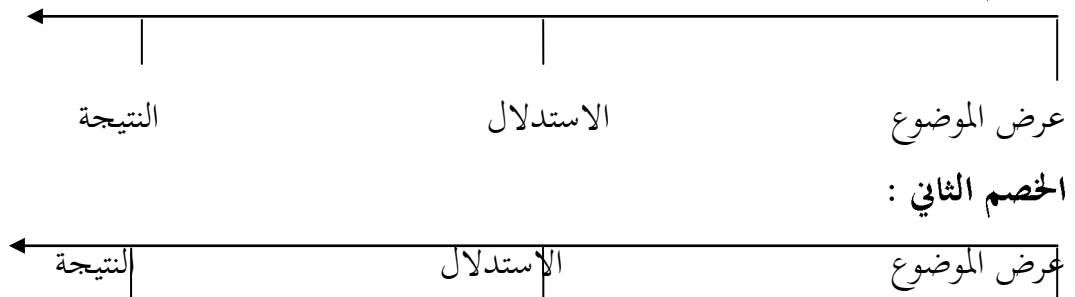 عرض الموضوع الاستدلال النتيجة
الخصم الثاني :
عرض الموضوع الاستدلال النتيجة